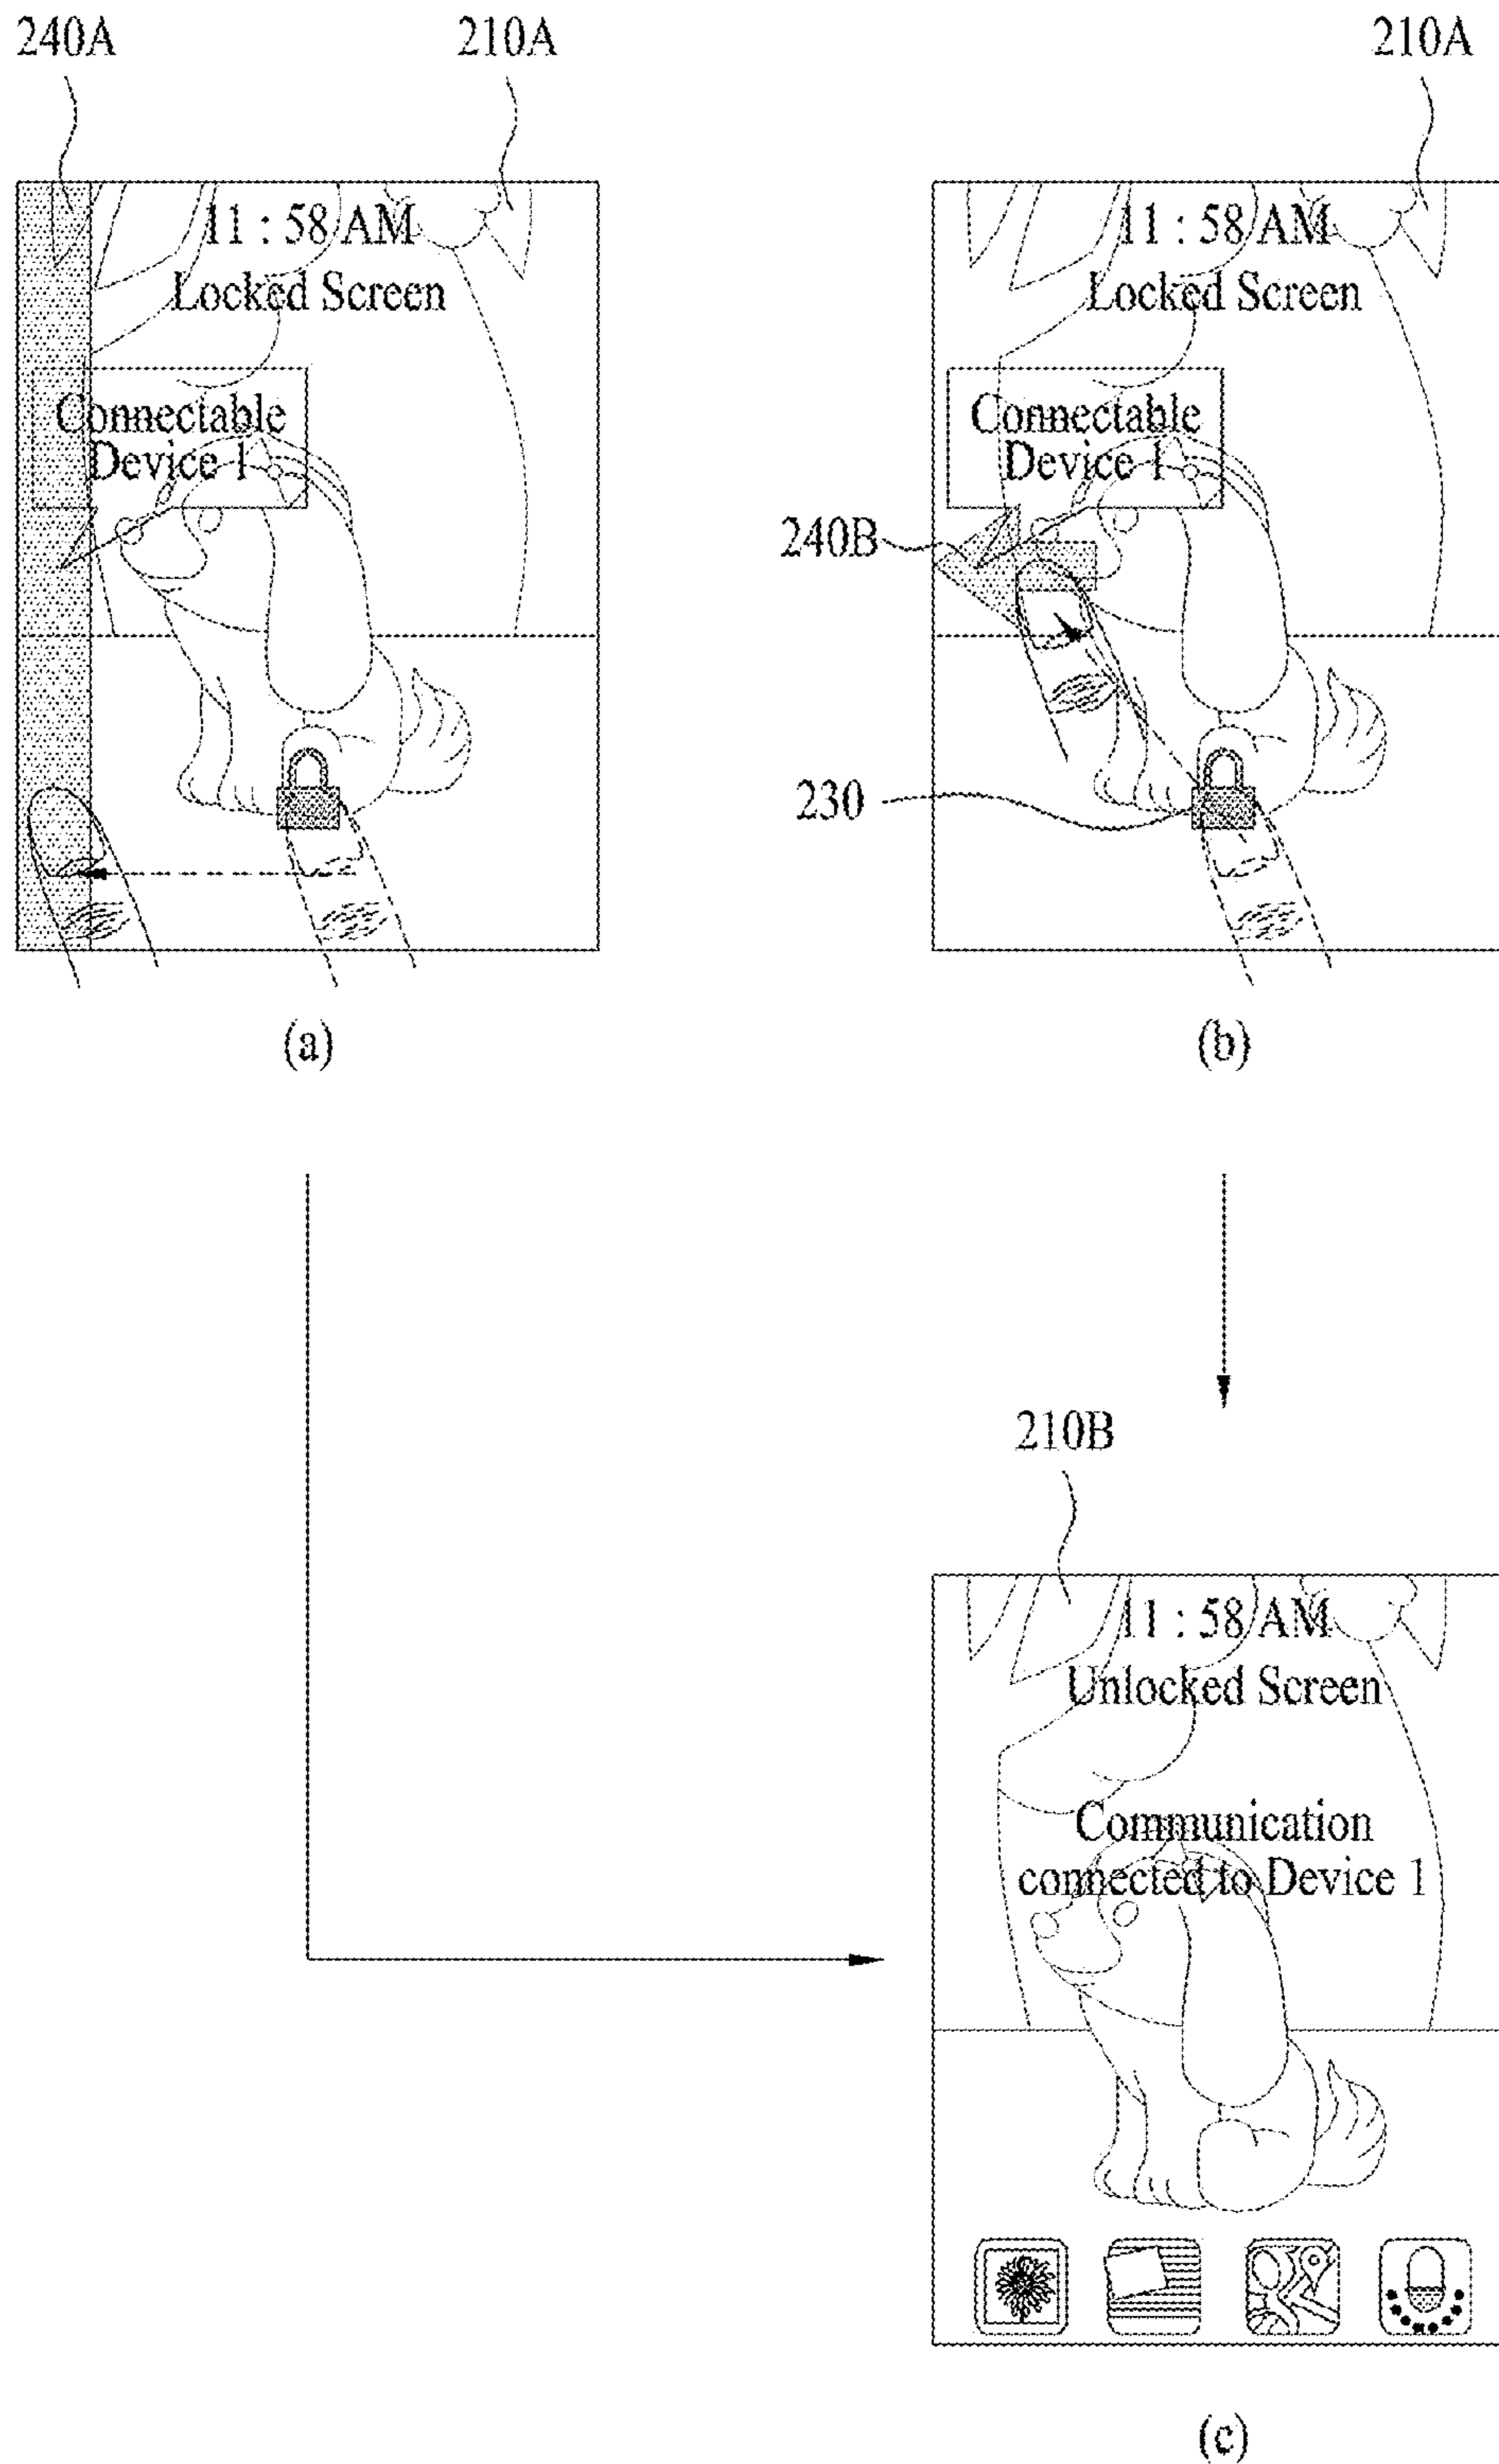 240A
210A
210A
11 : 58 AM
Locked Screen
Connectable
Device 1
(a)
11 : 58 AM
Locked Screen
Connectable
Device 1
240B
230
(b)
210B
11 : 58 AM
Unlocked Screen
Communication
connected to Device 1
(c)